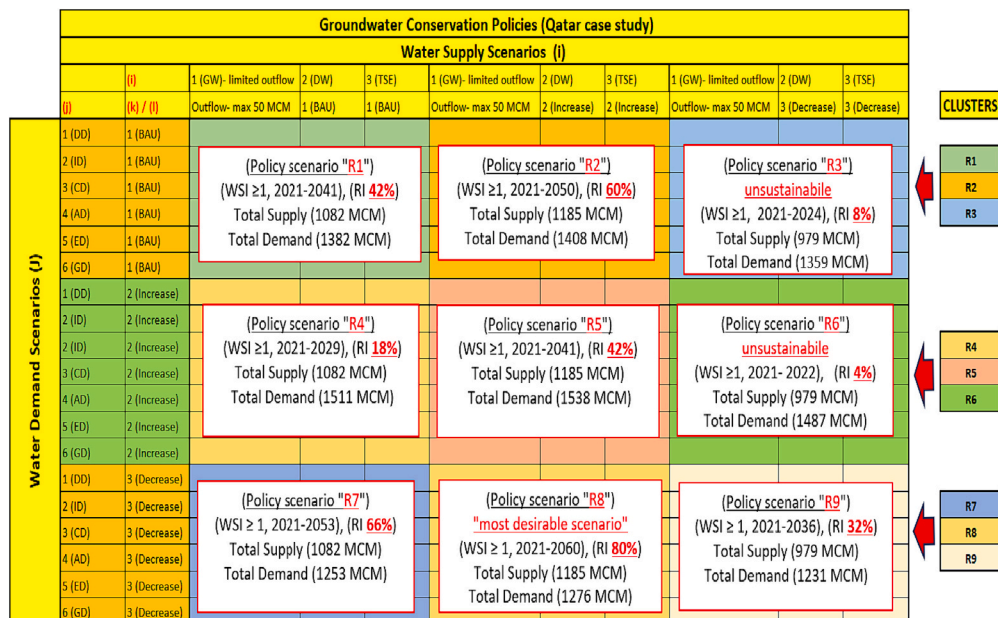 Groundwater Conservation Policies (Qatar case study)
Water Supply Scenarios (i)
(i) 1 (GW)- limited outflow 2 (DW) 3 (TSE) 1 (GW)- limited outflow 2 (DW) 3 (TSE) 1 (GW)- limited outflow 2 (DW) 3 (TSE)
(j) (k) / (l) Outflow- max 50 MCM 1 (BAU) 1 (BAU) Outflow- max 50 MCM 2 (Increase) 2 (Increase) Outflow- max 50 MCM 3 (Decrease) 3 (Decrease)
CLUSTERS
Water Demand Scenarios (J)
1 (DD) 1 (BAU)
2 (ID) 1 (BAU)
3 (CD) 1 (BAU)
4 (AD) 1 (BAU)
5 (ED) 1 (BAU)
6 (GD) 1 (BAU)
(Policy scenario "R1")
(WSI ≥1, 2021-2041), (RI 42%)
Total Supply (1082 MCM)
Total Demand (1382 MCM)
(Policy scenario "R2")
(WSI ≥1, 2021-2050), (RI 60%)
Total Supply (1185 MCM)
Total Demand (1408 MCM)
(Policy scenario "R3")
unsustainabile
(WSI ≥1, 2021-2024), (RI 8%)
Total Supply (979 MCM)
Total Demand (1359 MCM)
R1
R2
R3
1 (DD) 2 (Increase)
2 (ID) 2 (Increase)
2 (ID) 2 (Increase)
3 (CD) 2 (Increase)
4 (AD) 2 (Increase)
5 (ED) 2 (Increase)
6 (GD) 2 (Increase)
(Policy scenario "R4")
(WSI ≥1, 2021-2029), (RI 18%)
Total Supply (1082 MCM)
Total Demand (1511 MCM)
(Policy scenario "R5")
(WSI ≥1, 2021-2041), (RI 42%)
Total Supply (1185 MCM)
Total Demand (1538 MCM)
(Policy scenario "R6")
unsustainabile
(WSI ≥1, 2021- 2022), (RI 4%)
Total Supply (979 MCM)
Total Demand (1487 MCM)
R4
R5
R6
1 (DD) 3 (Decrease)
2 (ID) 3 (Decrease)
3 (CD) 3 (Decrease)
4 (AD) 3 (Decrease)
5 (ED) 3 (Decrease)
6 (GD) 3 (Decrease)
(Policy scenario "R7")
(WSI ≥ 1, 2021-2053), (RI 66%)
Total Supply (1082 MCM)
Total Demand (1253 MCM)
(Policy scenario "R8")
"most desirable scenario"
(WSI ≥ 1, 2021-2060), (RI 80%)
Total Supply (1185 MCM)
Total Demand (1276 MCM)
(Policy scenario "R9")
(WSI ≥ 1, 2021-2036), (RI 32%)
Total Supply (979 MCM)
Total Demand (1231 MCM)
R7
R8
R9